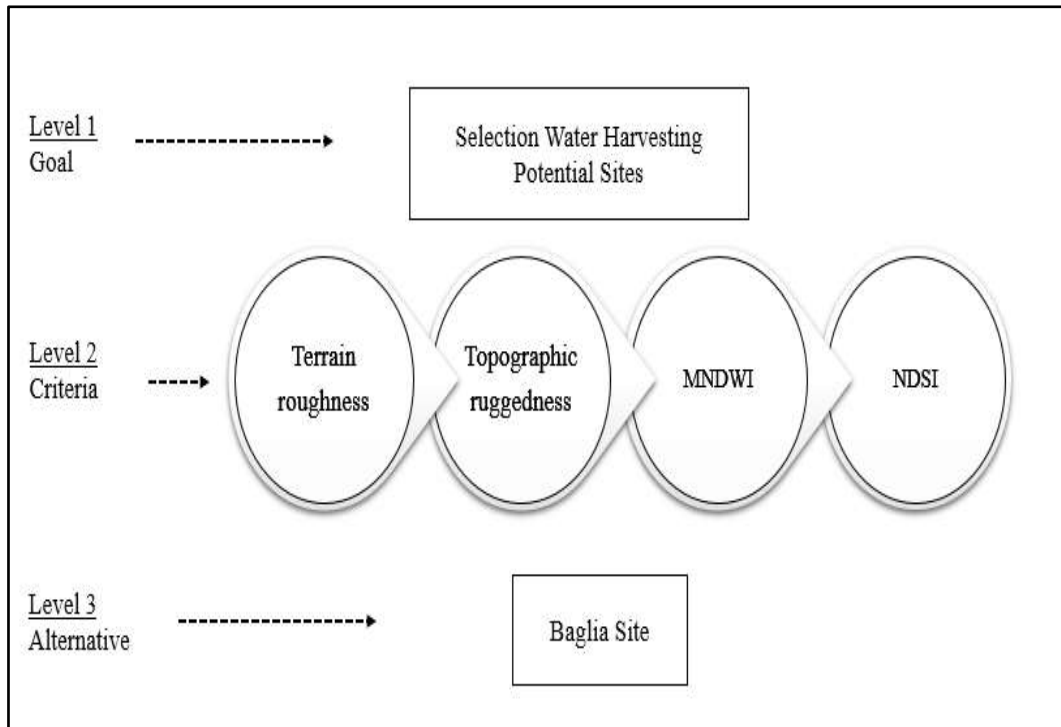 Level 1
Goal
Selection Water Harvesting
Potential Sites
Level 2
Criteria
Terrain
roughness
Topographic
ruggedness
MNDWI
NDSI
Level 3
Alternative
Baglia Site